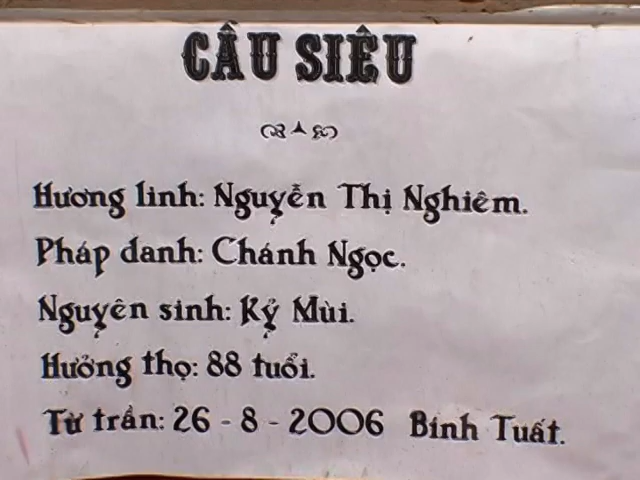 CẦU SIÊU
Hương linh: Nguyễn Thị Nghiêm.
Pháp danh: Chánh Ngọc.
Nguyên sinh: Kỷ Mùi.
Hưởng thọ: 88 tuổi.
Từ trần: 26 - 8 - 2006 Bính Tuất.